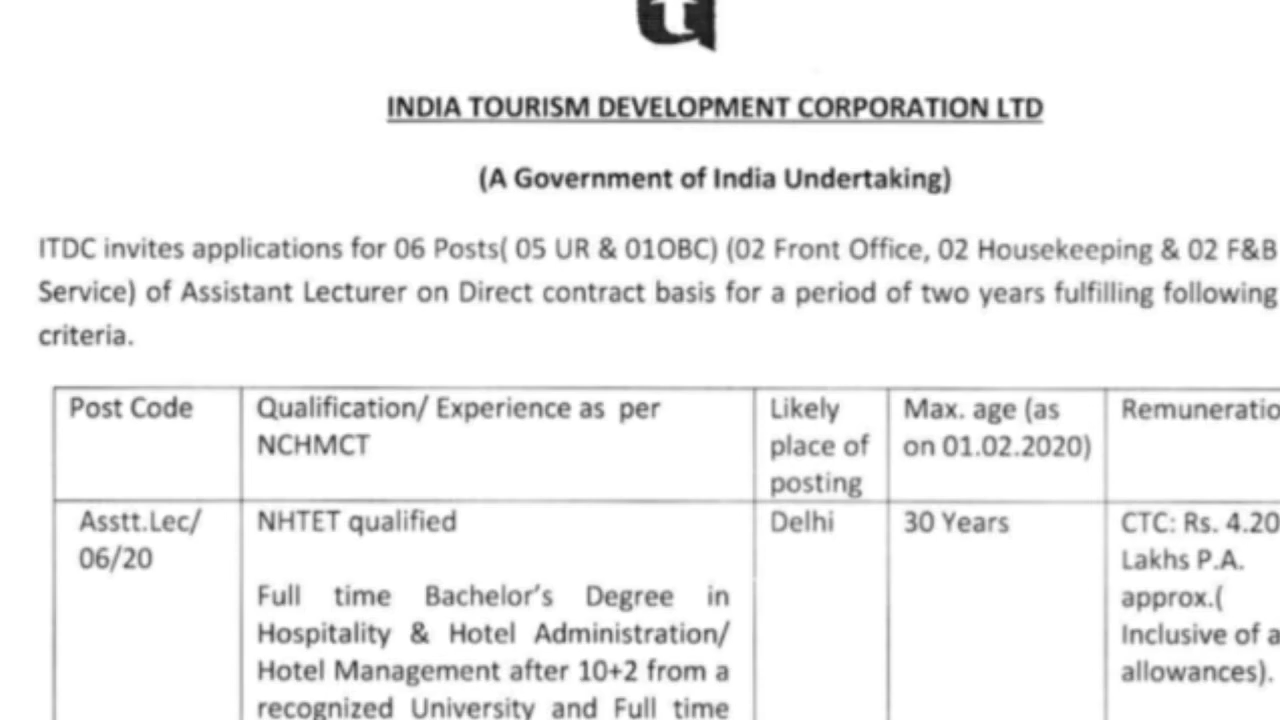 INDIA TOURISM DEVELOPMENT CORPORATION LTD
(A Government of India Undertaking)
ITDC invites applications for 06 Posts( 05 UR & 01OBC) (02 Front Office, 02 Housekeeping & 02 F&B
Service) of Assistant Lecturer on Direct contract basis for a period of two years fulfilling following
criteria.
Post Code
Qualification/ Experience as per
NCHMCT
Likely
place of
posting
Max. age (as
on 01.02.2020)
Remuneratio
Asstt.Lec/
06/20
NHTET qualified
Full time Bachelor's Degree in
Hospitality & Hotel Administration/
Hotel Management after 10+2 from a
recognized University and Full time
Delhi
30 Years
CTC: Rs. 4.20
Lakhs P.A.
approx.(
Inclusive of a
allowances).